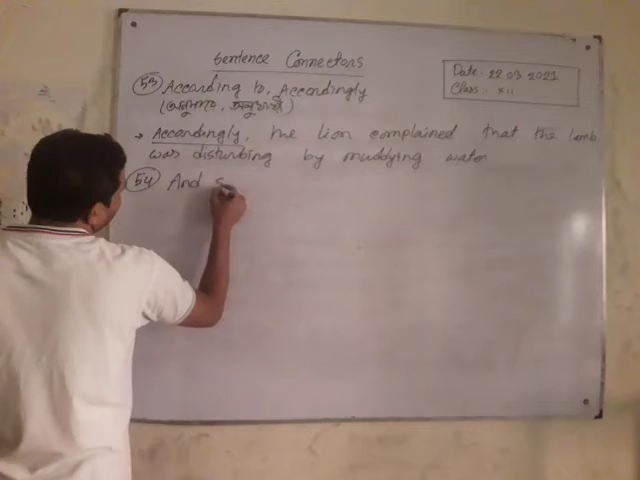 Sentence Connectors
Date: 22.03.2021
Class: XII
53 According to, Accordingly
(অনুসারে, অনুযায়ী)
→ Accordingly, the lion complained that the lamb
was disturbing by muddying water
54 And s